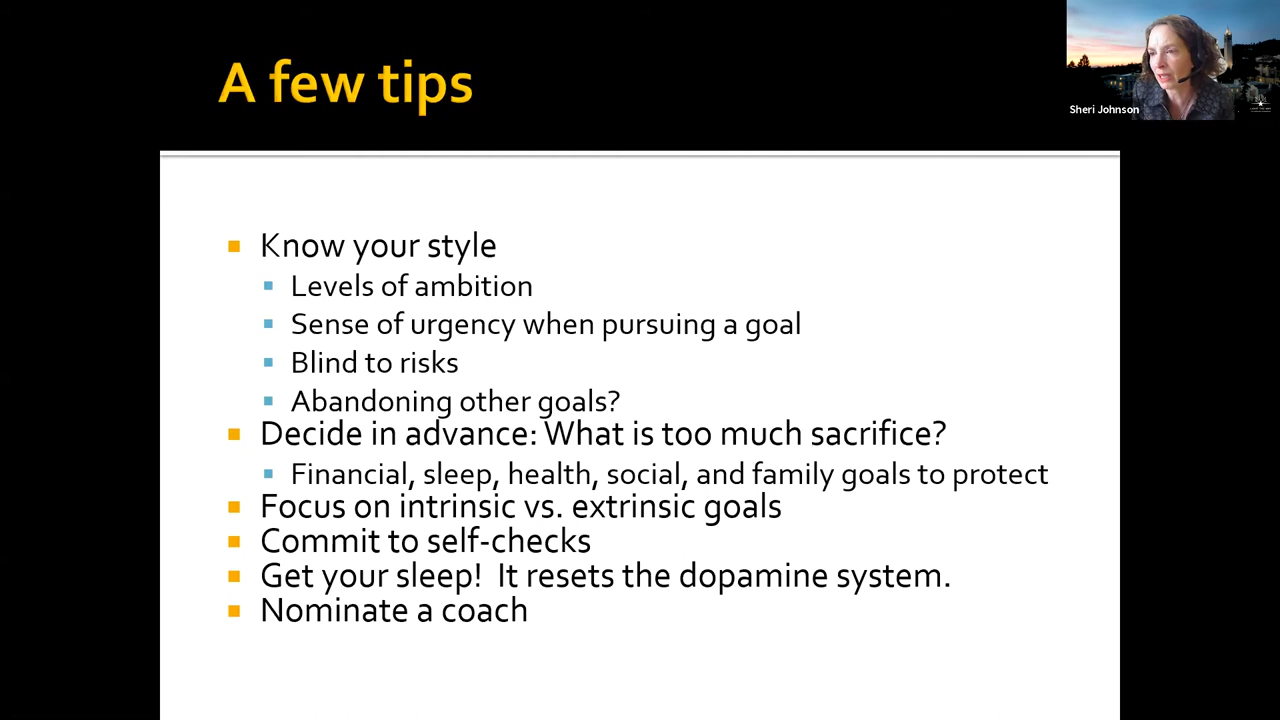 A few tips
Sheri Johnson
Know your style
Levels of ambition
Sense of urgency when pursuing a goal
Blind to risks
Abandoning other goals?
Decide in advance: What is too much sacrifice?
Financial, sleep, health, social, and family goals to protect
Focus on intrinsic vs. extrinsic goals
Commit to self-checks
Get your sleep!  It resets the dopamine system.
Nominate a coach